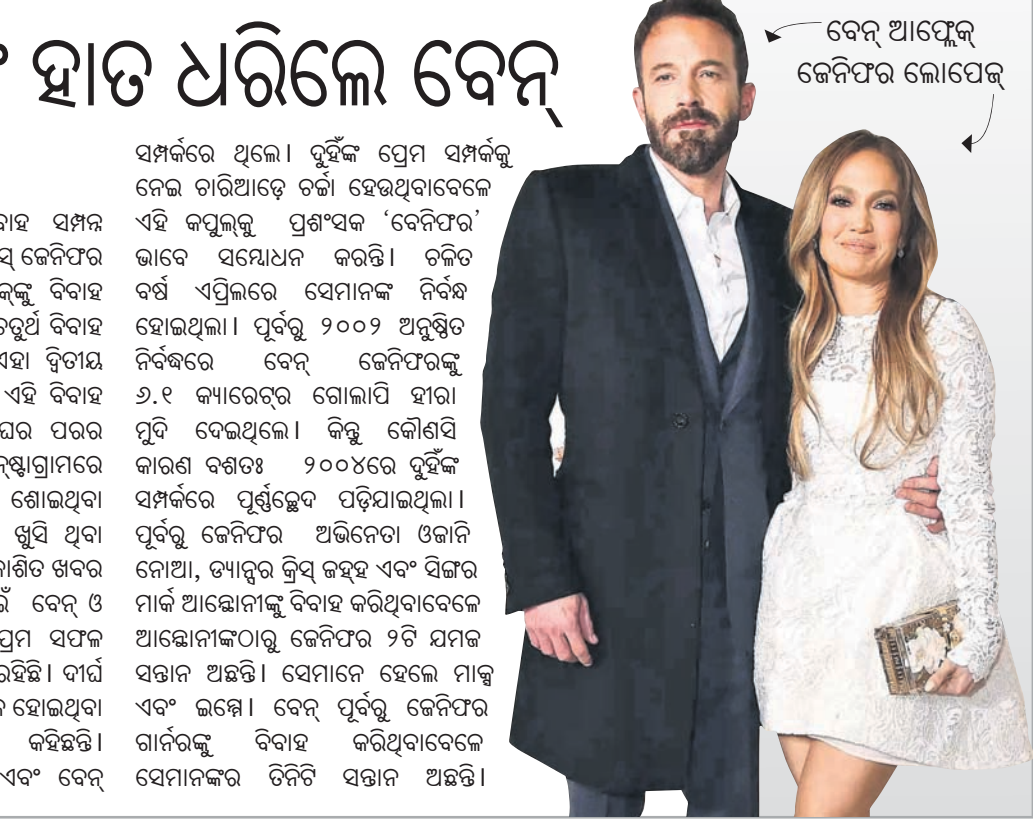 ହାତ ଧରିଲେ ବେନ୍
ବାହ ସମ୍ପନ୍ନ
ସ୍ ଜେନିଫର
କ୍‌ଙ୍କୁ ବିବାହ
ଚତୁର୍ଥ ବିବାହ
ଏହା ଦ୍ୱିତୀୟ
ଏହି ବିବାହ
ଘର ପରର
ନ୍‌ଷ୍ଟାଗ୍ରାମରେ
ଶୋଇଥିବା
ଖୁସି ଥିବା
ାଶିତ ଖବର
ଇଁ ବେନ୍ ଓ
ପ୍ରେମ ସଫଳ
ରହିଛି। ଦୀର୍ଘ
ହୋଇଥିବା
କହିଛନ୍ତି।
ଏବଂ ବେନ୍
ସମ୍ପର୍କରେ ଥିଲେ। ଦୁହିଁଙ୍କ ପ୍ରେମ ସମ୍ପର୍କକୁ
ନେଇ ଚାରିଆଡ଼େ ଚର୍ଚ୍ଚା ହେଉଥିବାବେଳେ
ଏହି କପୁଲ୍‌କୁ ପ୍ରଶଂସକ ‘ବେନିଫର’
ଭାବେ ସମ୍ବୋଧନ କରନ୍ତି। ଚଳିତ
ବର୍ଷ ଏପ୍ରିଲରେ ସେମାନଙ୍କ ନିର୍ବନ୍ଧ
ହୋଇଥିଲା। ପୂର୍ବରୁ ୨୦୦୨ ଅନୁଷ୍ଠିତ
ନିର୍ବନ୍ଧରେ ବେନ୍ ଜେନିଫରଙ୍କୁ
୬.୧ କ୍ୟାରେଟ୍‌ର ଗୋଲାପି ହୀରା
ମୁଦି ଦେଇଥିଲେ। କିନ୍ତୁ କୌଣସି
କାରଣ ବଶତଃ ୨୦୦୪ରେ ଦୁହିଁଙ୍କ
ସମ୍ପର୍କରେ ପୂର୍ଣ୍ଣଚ୍ଛେଦ ପଡ଼ିଯାଇଥିଲା।
ପୂର୍ବରୁ ଜେନିଫର ଅଭିନେତା ଓଜାନି
ନୋଆ, ଡ୍ୟାନ୍ସର କ୍ରିସ୍ ଜହ୍‌ହ ଏବଂ ସିଙ୍ଗର
ମାର୍କ ଆନ୍ଥୋନୀଙ୍କୁ ବିବାହ କରିଥିବାବେଳେ
ଆନ୍ଥୋନୀଙ୍କଠାରୁ ଜେନିଫର ୨ଟି ଯମଜ
ସନ୍ତାନ ଅଛନ୍ତି। ସେମାନେ ହେଲେ ମାକ୍ସ
ଏବଂ ଇମ୍ମେ। ବେନ୍ ପୂର୍ବରୁ ଜେନିଫର
ଗାର୍ନରଙ୍କୁ ବିବାହ କରିଥିବାବେଳେ
ସେମାନଙ୍କର ତିନିଟି ସନ୍ତାନ ଅଛନ୍ତି।
ବେନ୍ ଆଫ୍ଲେକ୍
ଜେନିଫର ଲୋପେଜ୍